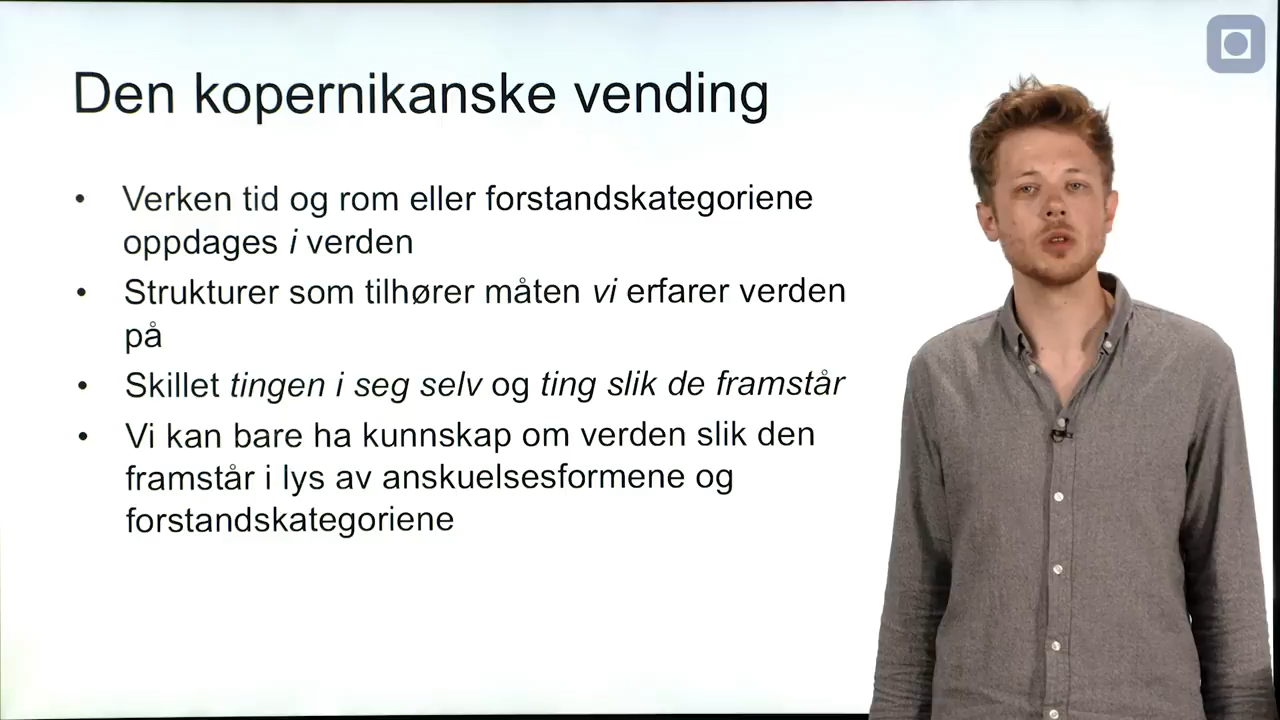 Den kopernikanske vending
• Verken tid og rom eller forstandskategoriene
oppdages i verden
• Strukturer som tilhører måten vi erfarer verden
på
• Skillet tingen i seg selv og ting slik de framstår
• Vi kan bare ha kunnskap om verden slik den
framstår i lys av anskuelsesformene og
forstandskategoriene